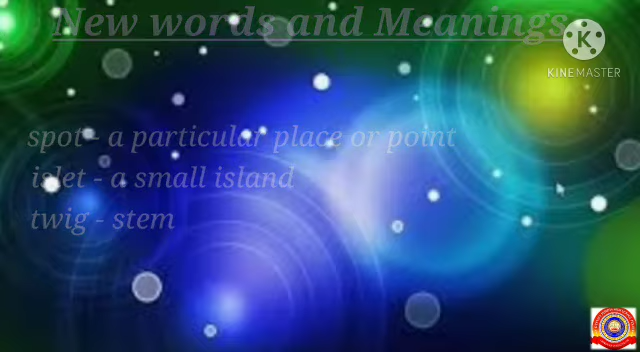 New words and Meanings
KINEMASTER
spot - a particular place or point
islet - a small island
twig - stem